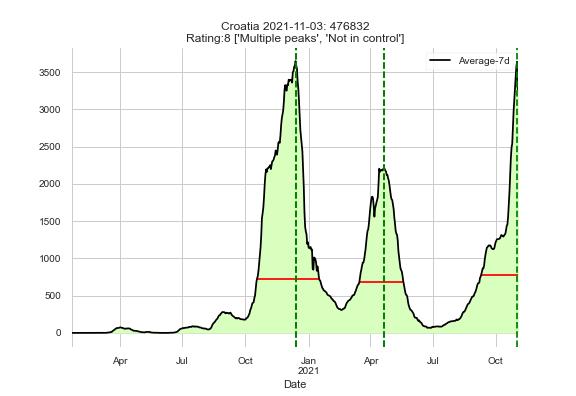 Croatia 2021-11-03: 476832
Rating:8 ['Multiple peaks', 'Not in control']
Average-7d
3500
3000
2500
2000
1500
1000
500
0
Apr Jul Oct Jan Apr Jul Oct
2021
Date